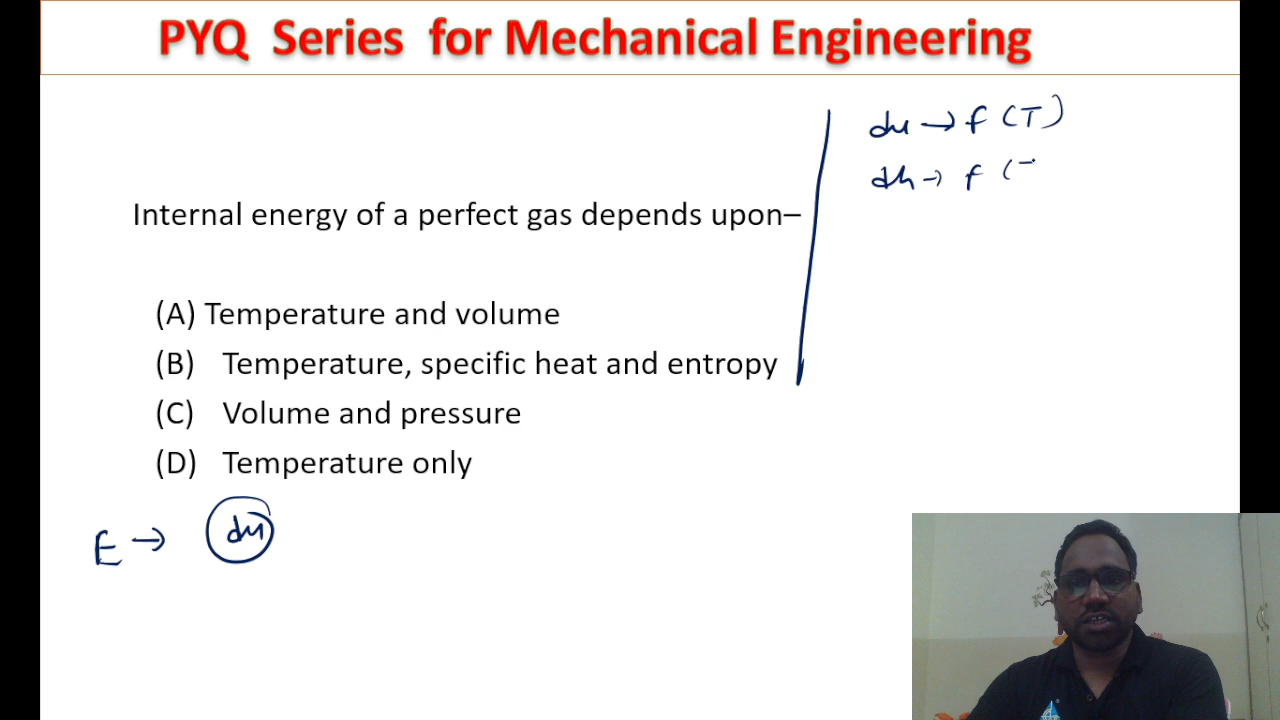 PYQ Series for Mechanical Engineering
du → f (T)
dh → f (T
Internal energy of a perfect gas depends upon–
(A) Temperature and volume
(B) Temperature, specific heat and entropy
(C) Volume and pressure
(D) Temperature only
E → du